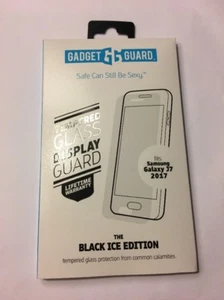 GADGET GG GUARD
Safe Can Still Be Sexy.™
TEMPERED
GLASS
DISPLAY
GUARD
LIFETIME
WARRANTY
fits
Samsung
Galaxy J7
2017
THE
BLACK ICE EDITION
tempered glass protection from common calamities